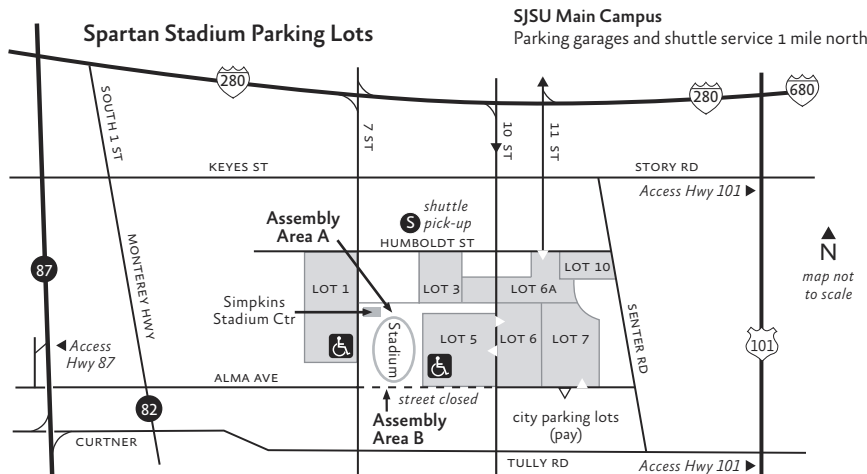 Spartan Stadium Parking Lots
SJSU Main Campus
Parking garages and shuttle service 1 mile north
280
280
680
SOUTH 1 ST
7 ST
10 ST
11 ST
KEYES ST
STORY RD
Access Hwy 101
S
shuttle
pick-up
Assembly
Area A
HUMBOLDT ST
N
map not
to scale
MONTEREY HWY
87
LOT 1
LOT 3
LOT 6A
LOT 10
Simpkins
Stadium Ctr
Stadium
LOT 5
LOT 6
LOT 7
SENTER RD
101
Access
Hwy 87
ALMA AVE
street closed
82
Assembly
Area B
city parking lots
(pay)
CURTNER
TULLY RD
Access Hwy 101